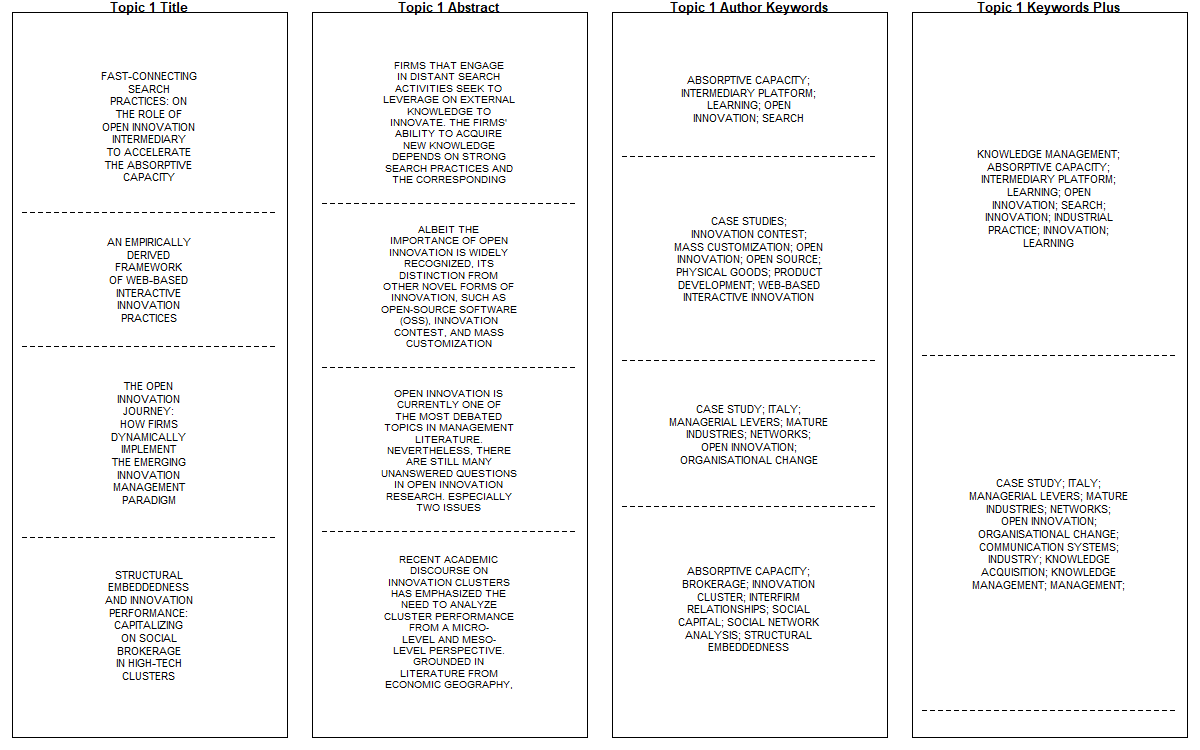 Topic 1 Title
FAST-CONNECTING
SEARCH
PRACTICES: ON
THE ROLE OF
OPEN INNOVATION
INTERMEDIARY
TO ACCELERATE
THE ABSORPTIVE
CAPACITY
AN EMPIRICALLY
DERIVED
FRAMEWORK
OF WEB-BASED
INTERACTIVE
INNOVATION
PRACTICES
THE OPEN
INNOVATION
JOURNEY:
HOW FIRMS
DYNAMICALLY
IMPLEMENT
THE EMERGING
INNOVATION
MANAGEMENT
PARADIGM
STRUCTURAL
EMBEDDEDNESS
AND INNOVATION
PERFORMANCE:
CAPITALIZING
ON SOCIAL
BROKERAGE
IN HIGH-TECH
CLUSTERS
Topic 1 Abstract
FIRMS THAT ENGAGE
IN DISTANT SEARCH
ACTIVITIES SEEK TO
LEVERAGE ON EXTERNAL
KNOWLEDGE TO
INNOVATE. THE FIRMS'
ABILITY TO ACQUIRE
NEW KNOWLEDGE
DEPENDS ON STRONG
SEARCH PRACTICES AND
THE CORRESPONDING
ALBEIT THE
IMPORTANCE OF OPEN
INNOVATION IS WIDELY
RECOGNIZED, ITS
DISTINCTION FROM
OTHER NOVEL FORMS OF
INNOVATION, SUCH AS
OPEN-SOURCE SOFTWARE
(OSS), INNOVATION
CONTEST, AND MASS
CUSTOMIZATION
OPEN INNOVATION IS
CURRENTLY ONE OF
THE MOST DEBATED
TOPICS IN MANAGEMENT
LITERATURE.
NEVERTHELESS, THERE
ARE STILL MANY
UNANSWERED QUESTIONS
IN OPEN INNOVATION
RESEARCH. ESPECIALLY
TWO ISSUES
RECENT ACADEMIC
DISCOURSE ON
INNOVATION CLUSTERS
HAS EMPHASIZED THE
NEED TO ANALYZE
CLUSTER PERFORMANCE
FROM A MICRO-
LEVEL AND MESO-
LEVEL PERSPECTIVE.
GROUNDED IN
LITERATURE FROM
ECONOMIC GEOGRAPHY,
Topic 1 Author Keywords
ABSORPTIVE CAPACITY;
INTERMEDIARY PLATFORM;
LEARNING; OPEN
INNOVATION; SEARCH
CASE STUDIES;
INNOVATION CONTEST;
MASS CUSTOMIZATION; OPEN
INNOVATION; OPEN SOURCE;
PHYSICAL GOODS; PRODUCT
DEVELOPMENT; WEB-BASED
INTERACTIVE INNOVATION
CASE STUDY; ITALY;
MANAGERIAL LEVERS; MATURE
INDUSTRIES; NETWORKS;
OPEN INNOVATION;
ORGANISATIONAL CHANGE
ABSORPTIVE CAPACITY;
BROKERAGE; INNOVATION
CLUSTER; INTERFIRM
RELATIONSHIPS; SOCIAL
CAPITAL; SOCIAL NETWORK
ANALYSIS; STRUCTURAL
EMBEDDEDNESS
Topic 1 Keywords Plus
KNOWLEDGE MANAGEMENT;
ABSORPTIVE CAPACITY;
INTERMEDIARY PLATFORM;
LEARNING; OPEN
INNOVATION; SEARCH;
INNOVATION; INDUSTRIAL
PRACTICE; INNOVATION;
LEARNING
CASE STUDY; ITALY;
MANAGERIAL LEVERS; MATURE
INDUSTRIES; NETWORKS;
OPEN INNOVATION;
ORGANISATIONAL CHANGE;
COMMUNICATION SYSTEMS;
INDUSTRY; KNOWLEDGE
ACQUISITION; KNOWLEDGE
MANAGEMENT; MANAGEMENT;